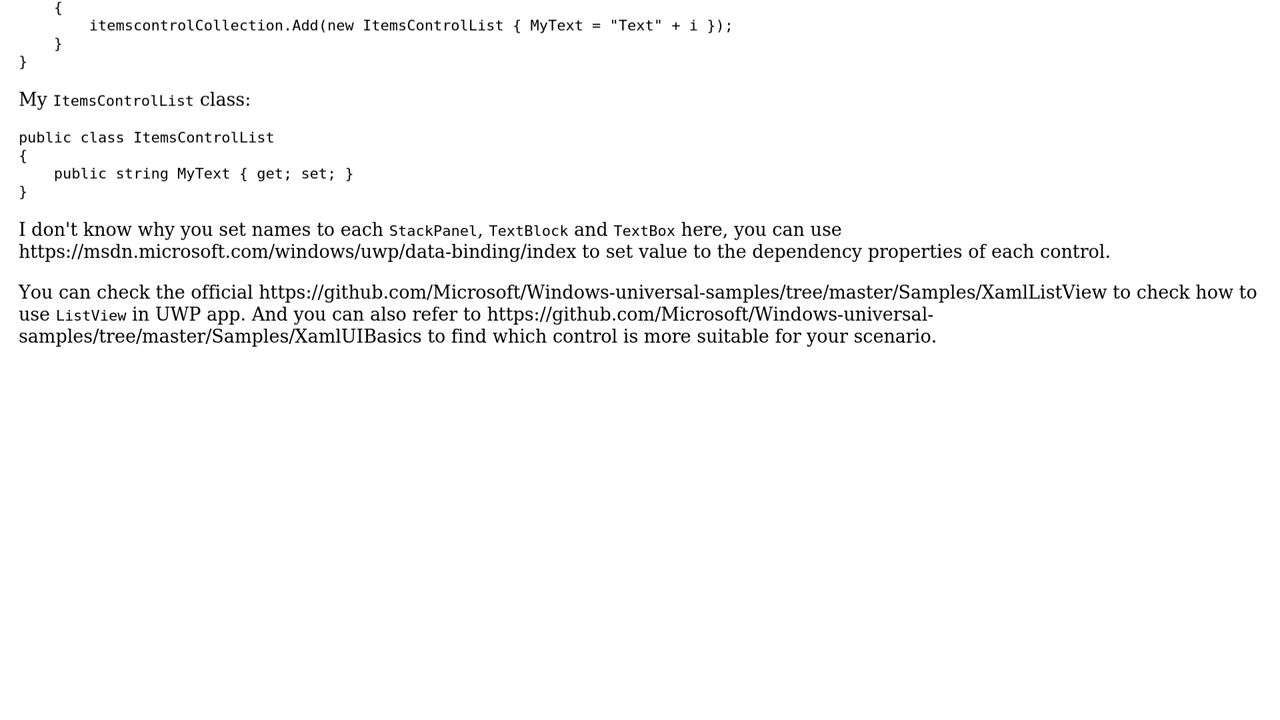 {
itemscontrolCollection.Add(new ItemsControlList { MyText = "Text" + i });
}
}
My ItemsControlList class:
public class ItemsControlList
{
public string MyText { get; set; }
}
I don't know why you set names to each StackPanel, TextBlock and TextBox here, you can use
https://msdn.microsoft.com/windows/uwp/data-binding/index to set value to the dependency properties of each control.
You can check the official https://github.com/Microsoft/Windows-universal-samples/tree/master/Samples/XamlListView to check how to
use ListView in UWP app. And you can also refer to https://github.com/Microsoft/Windows-universal-
samples/tree/master/Samples/XamlUIBasics to find which control is more suitable for your scenario.